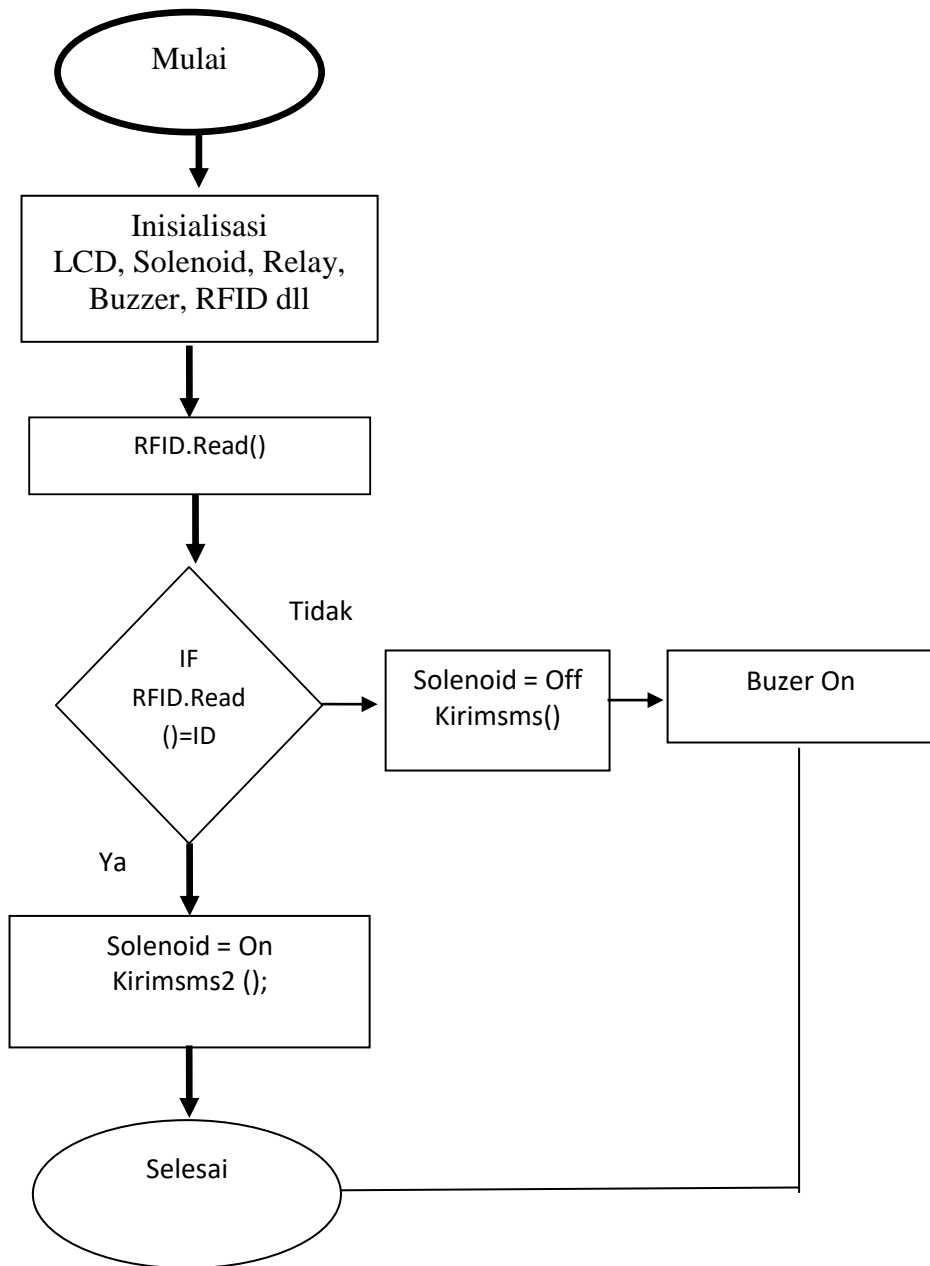 Mulai
Inisialisasi
LCD, Solenoid, Relay,
Buzzer, RFID dll
RFID.Read()
IF
RFID.Read
()=ID
Tidak
Solenoid = Off
Kirimsms()
Buzer On
Ya
Solenoid = On
Kirimsms2 ();
Selesai